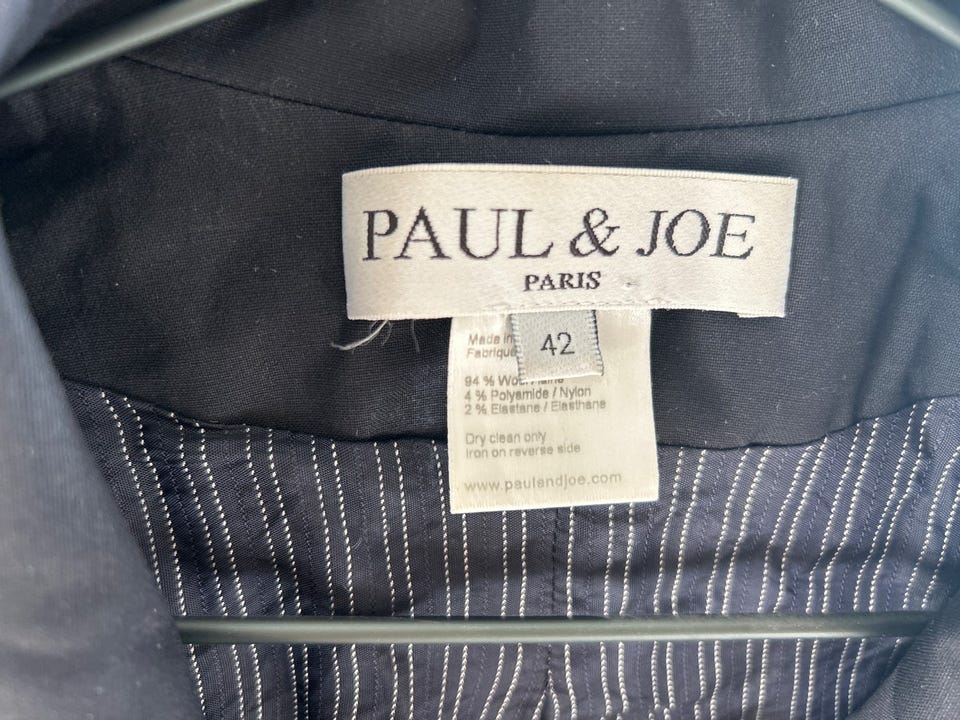 PAUL & JOE
PARIS
42
Made in
Fabriqué
94 % Wool / laine
4 % Polyamide / Nylon
2 % Elastane / Elasthane
Dry clean only
Iron on reverse side
www.paulandjoe.com